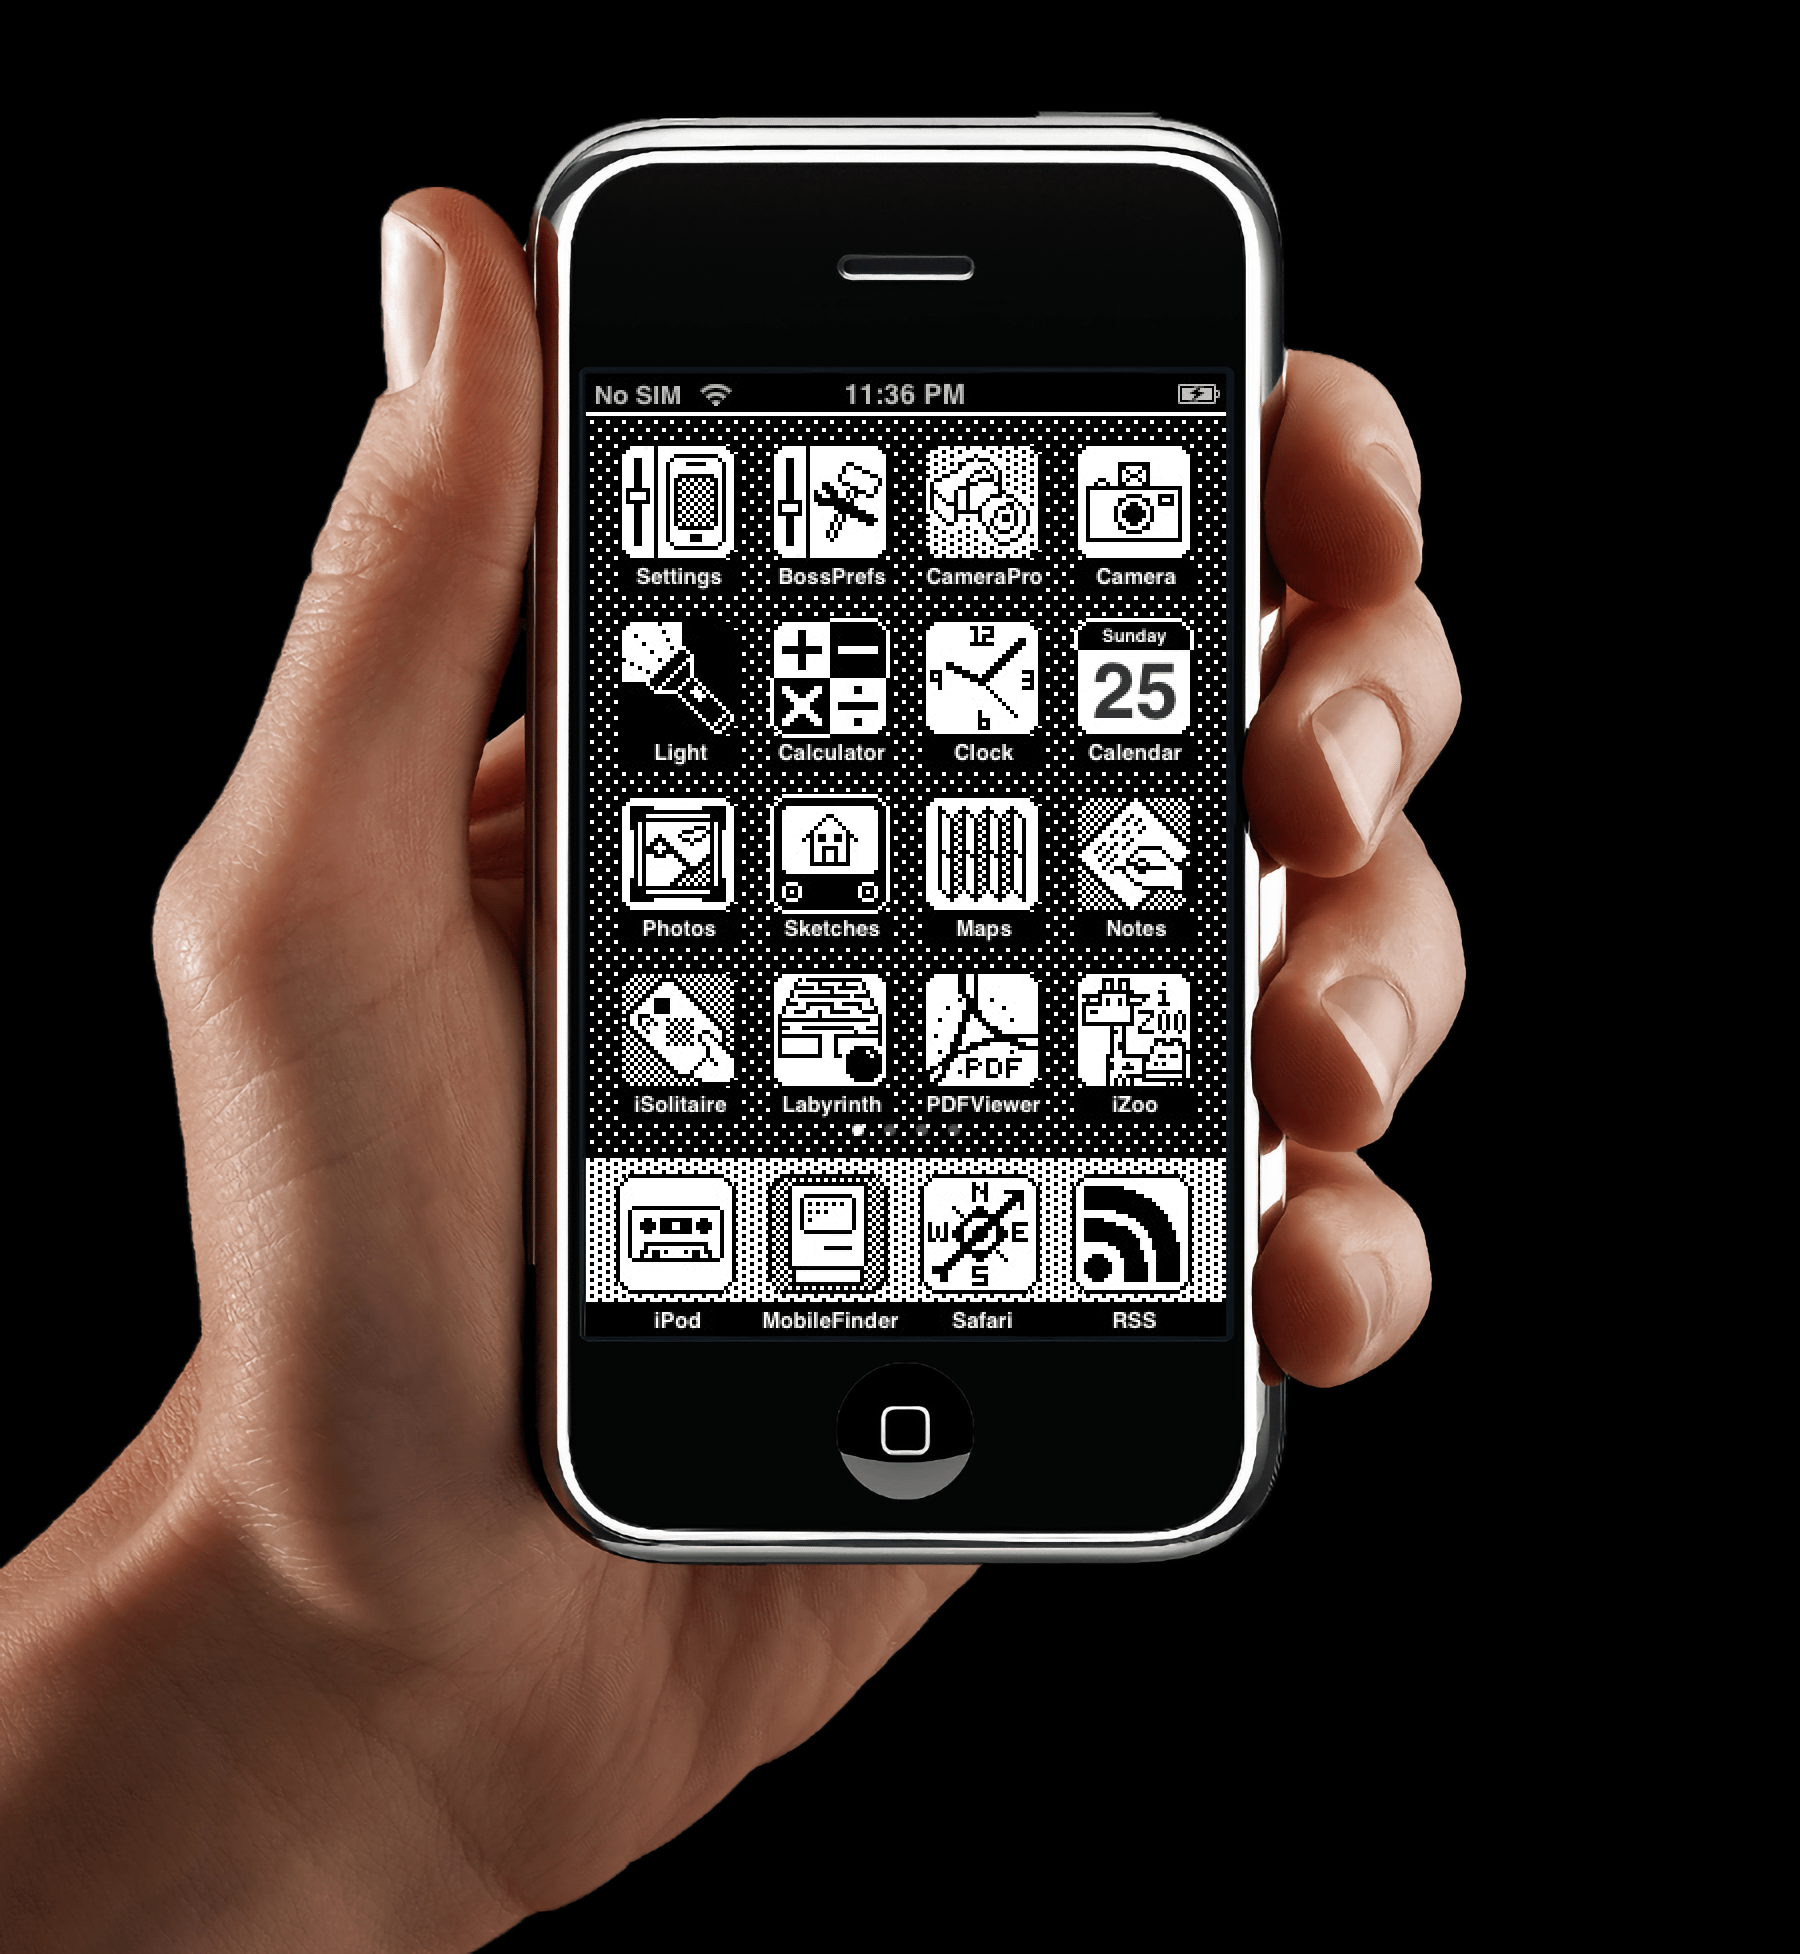 No SIM 11:36 PM
Settings BossPrefs CameraPro Camera
12
9 3
6
Sunday
25
Light Calculator Clock Calendar
Photos Sketches Maps Notes
i
ZOO
PDF
iSolitaire Labyrinth PDFViewer iZoo
N
W E
S
iPod MobileFinder Safari RSS